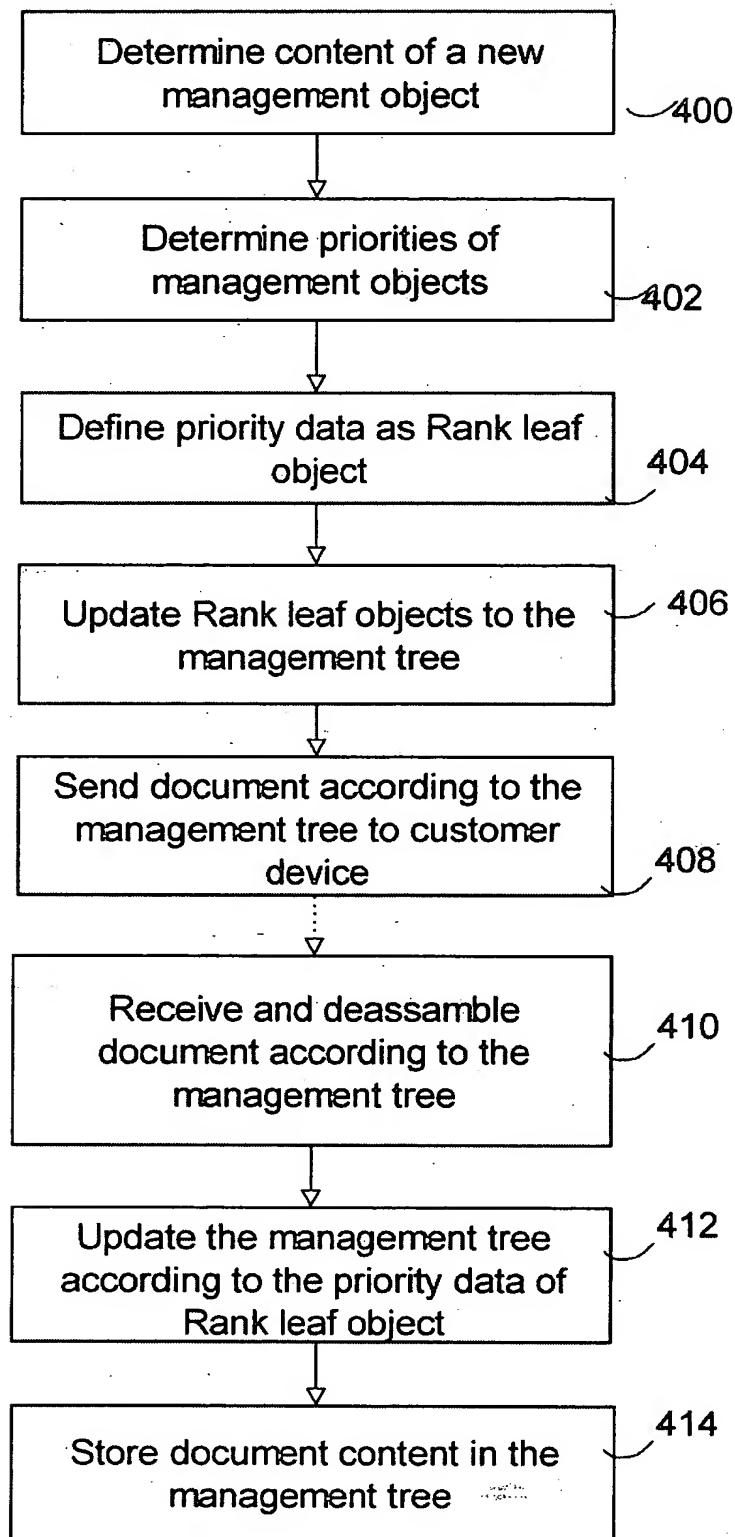 Determine content of a new
management object
400
Determine priorities of
management objects
402
Define priority data as Rank leaf
object
404
Update Rank leaf objects to the
management tree
406
Send document according to the
management tree to customer
device
408
Receive and deassamble
document according to the
management tree
410
Update the management tree
according to the priority data of
Rank leaf object
412
Store document content in the
management tree
414